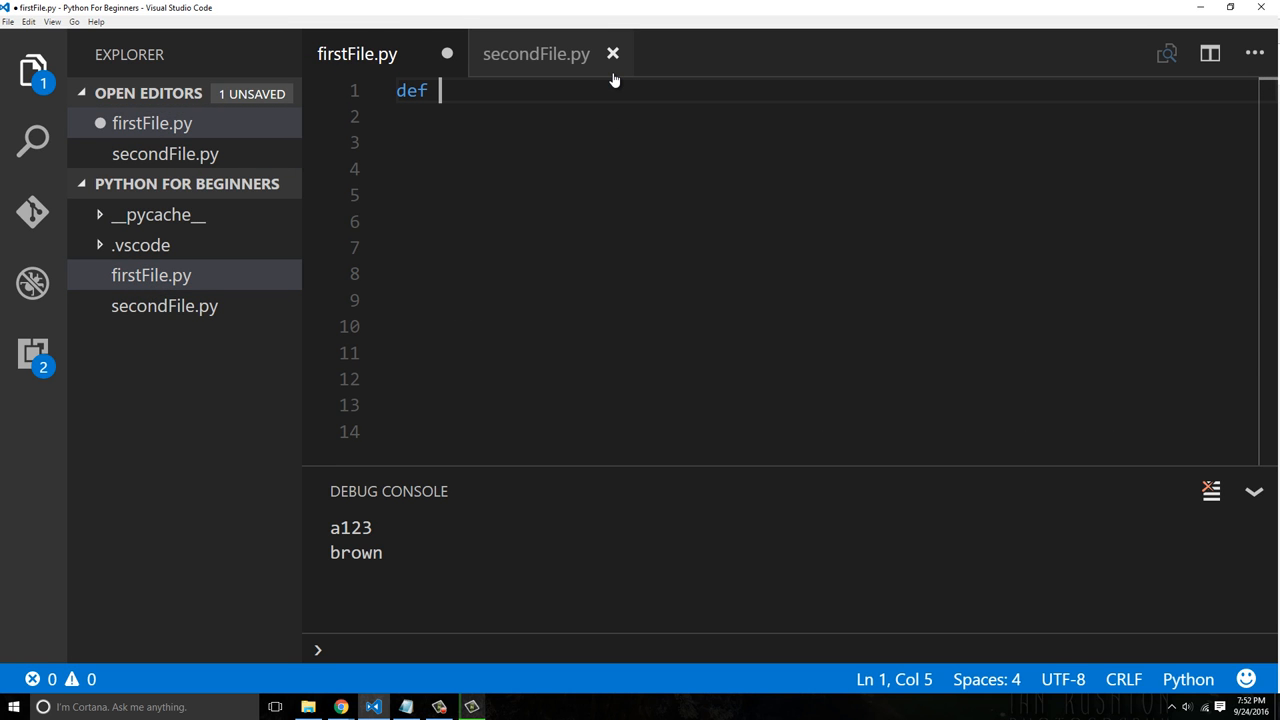 ● firstFile.py - Python For Beginners - Visual Studio Code
File Edit View Go Help
EXPLORER
OPEN EDITORS 1 UNSAVED
firstFile.py
secondFile.py
PYTHON FOR BEGINNERS
__pycache__
.vscode
firstFile.py
secondFile.py
1
2
firstFile.py
secondFile.py
1 def
2
3
4
5
6
7
8
9
10
11
12
13
14
DEBUG CONSOLE
a123
brown
0 0
Ln 1, Col 5 Spaces: 4 UTF-8 CRLF Python
I'm Cortana. Ask me anything.
7:52 PM
9/24/2016